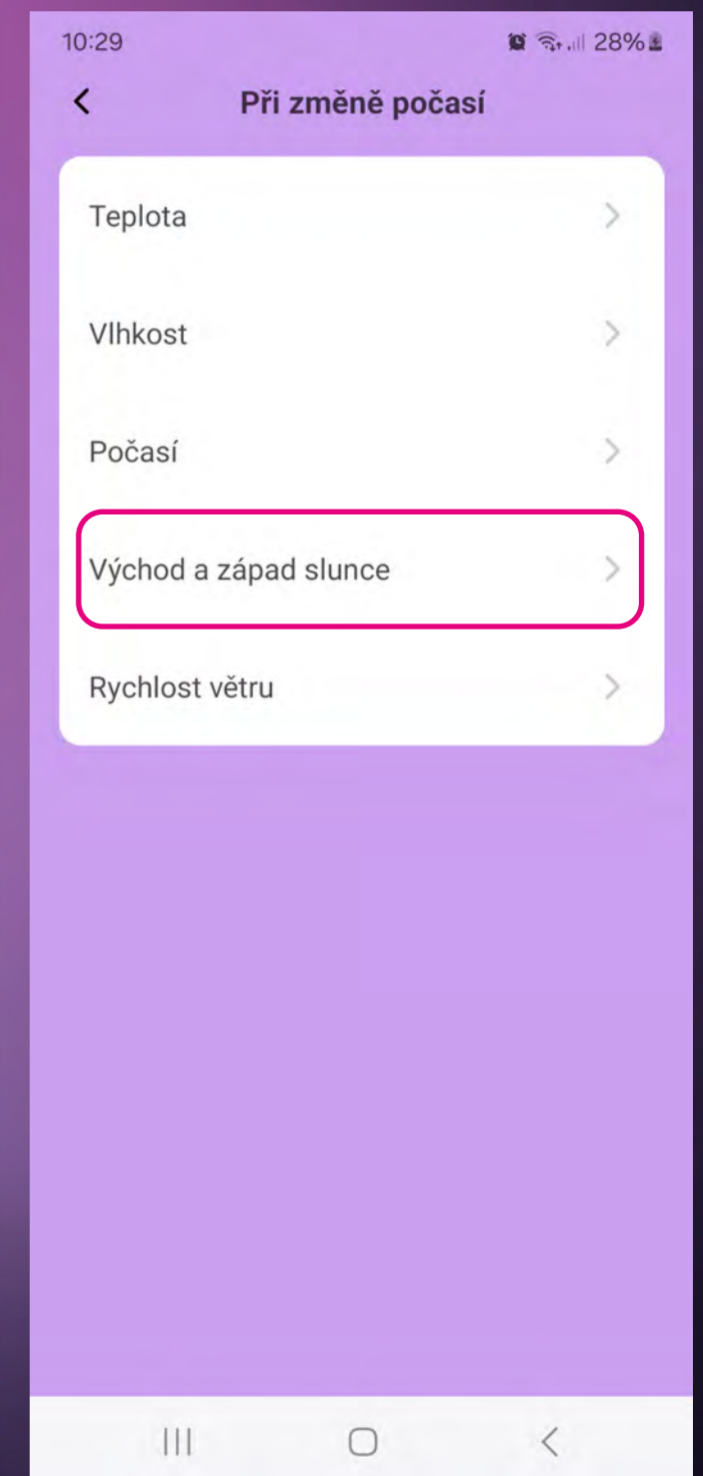 10:29
28%
Při změně počasí
Teplota
Vlhkost
Počasí
Východ a západ slunce
Rychlost větru